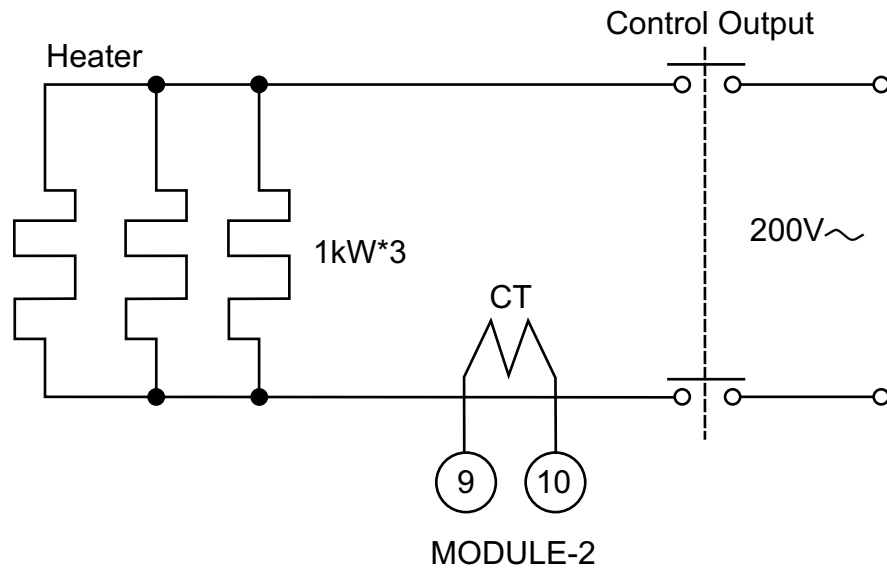 Control Output
Heater
200V~
1kW*3
CT
9
10
MODULE-2